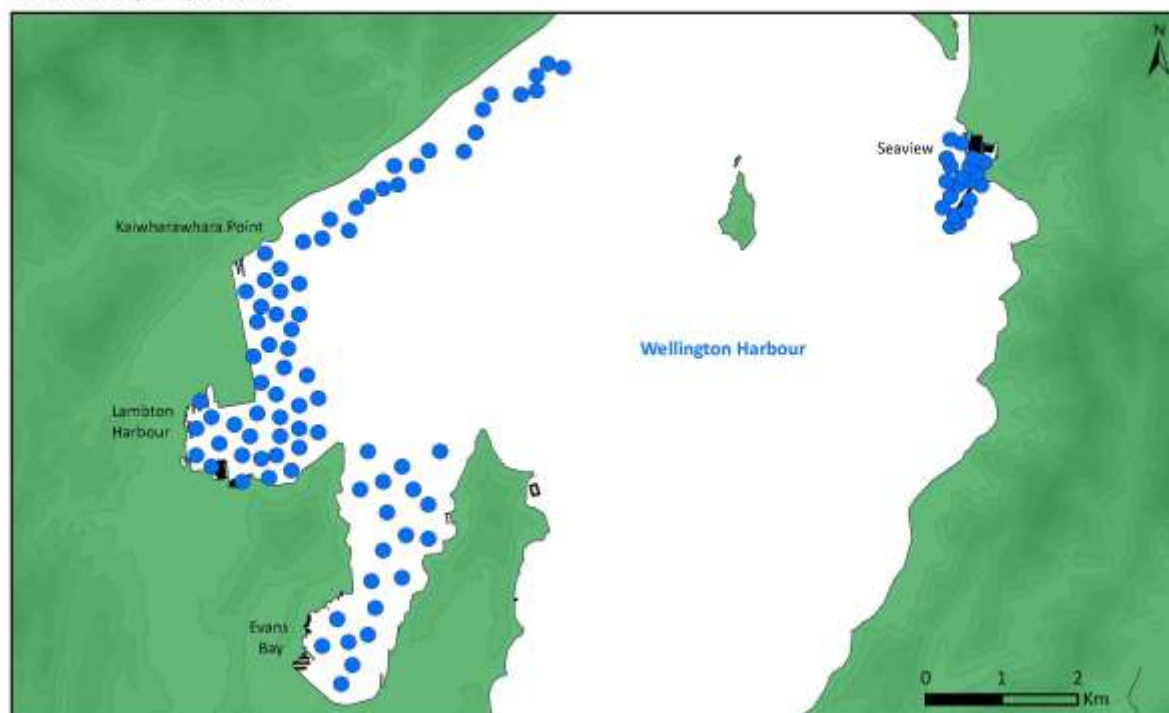 N
Seaview
Kaiwharawhara Point
Wellington Harbour
Lambton
Harbour
Evans
Bay
0 1 2
Km